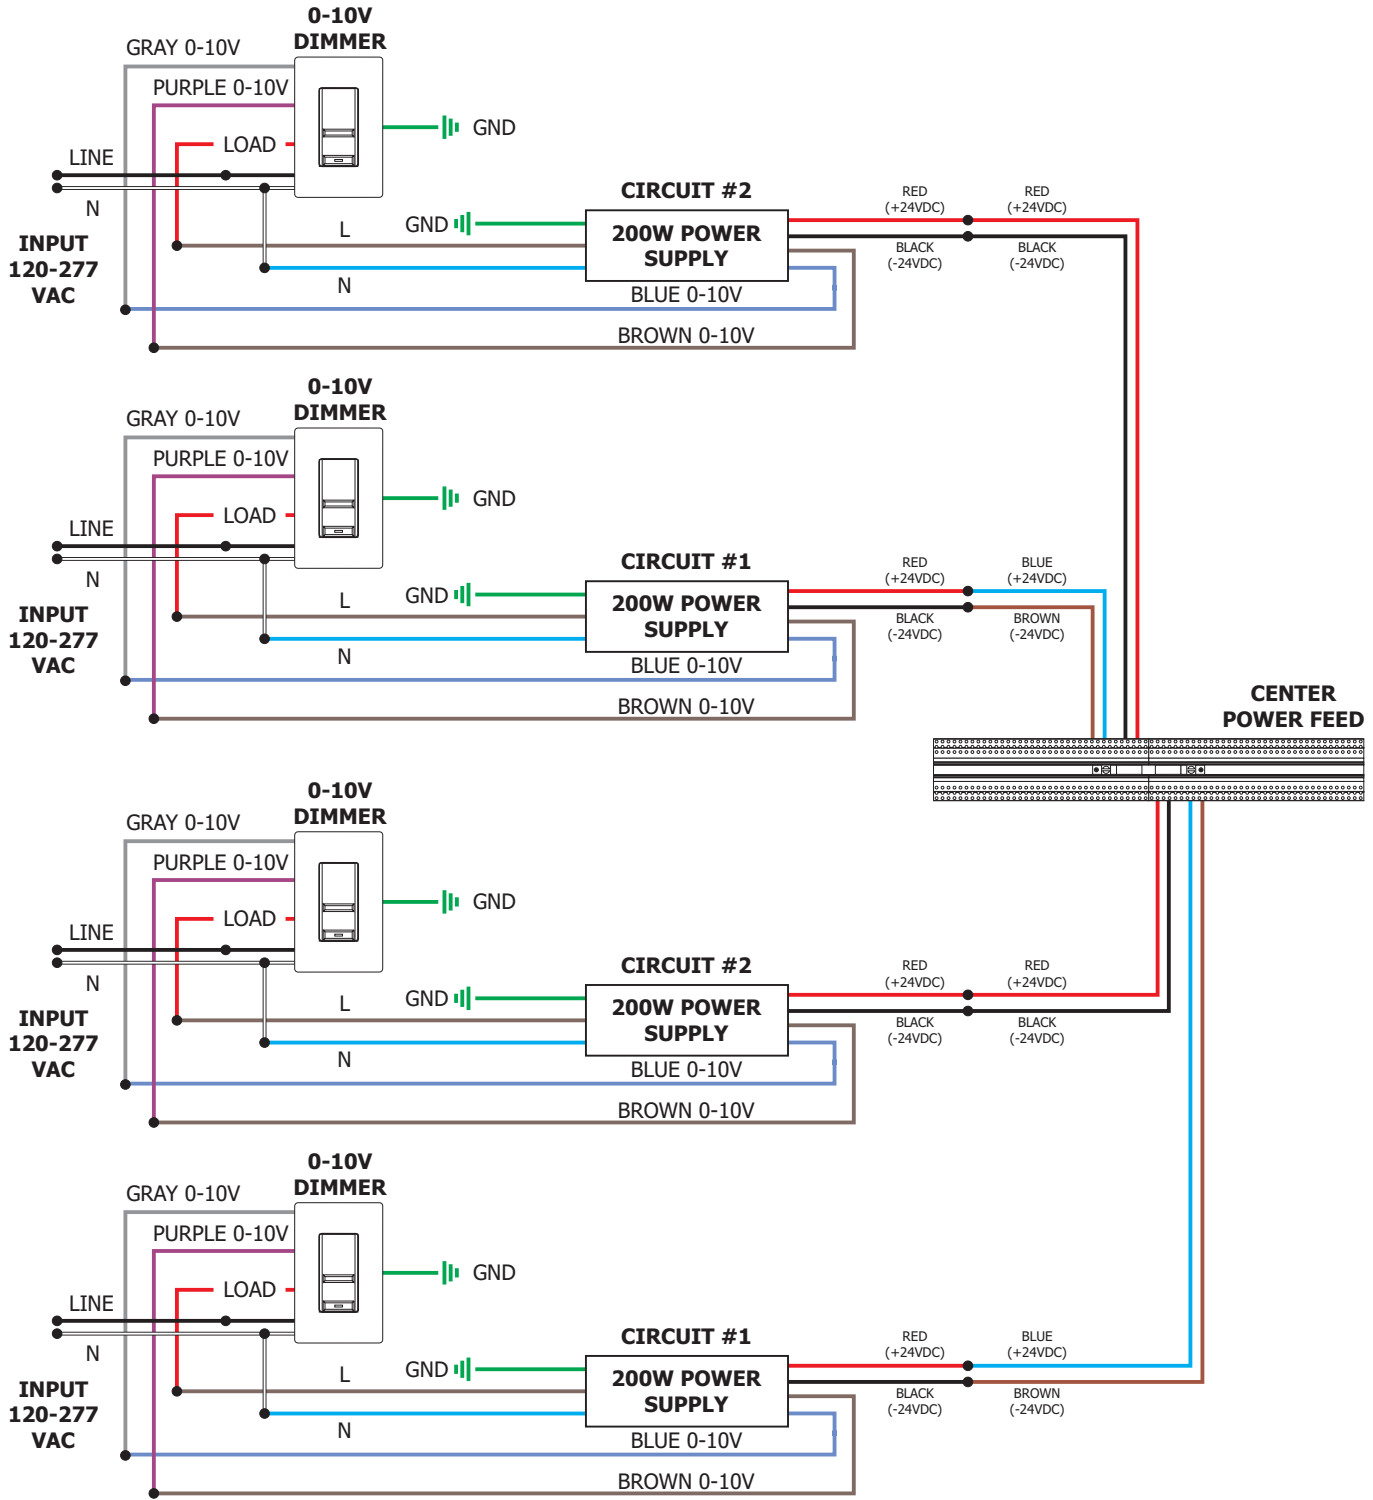 0-10V
DIMMER
GRAY 0-10V
PURPLE 0-10V
LOAD
GND
LINE
N
INPUT
120-277
VAC
L
GND
N
CIRCUIT #2
200W POWER
SUPPLY
BLUE 0-10V
BROWN 0-10V
RED
(+24VDC)
RED
(+24VDC)
BLACK
(-24VDC)
BLACK
(-24VDC)
0-10V
DIMMER
GRAY 0-10V
PURPLE 0-10V
LOAD
GND
LINE
N
INPUT
120-277
VAC
L
GND
N
CIRCUIT #1
200W POWER
SUPPLY
BLUE 0-10V
BROWN 0-10V
RED
(+24VDC)
BLUE
(+24VDC)
BLACK
(-24VDC)
BROWN
(-24VDC)
CENTER
POWER FEED
0-10V
DIMMER
GRAY 0-10V
PURPLE 0-10V
LOAD
GND
LINE
N
INPUT
120-277
VAC
L
GND
N
CIRCUIT #2
200W POWER
SUPPLY
BLUE 0-10V
BROWN 0-10V
RED
(+24VDC)
RED
(+24VDC)
BLACK
(-24VDC)
BLACK
(-24VDC)
0-10V
DIMMER
GRAY 0-10V
PURPLE 0-10V
LOAD
GND
LINE
N
INPUT
120-277
VAC
L
GND
N
CIRCUIT #1
200W POWER
SUPPLY
BLUE 0-10V
BROWN 0-10V
RED
(+24VDC)
BLUE
(+24VDC)
BLACK
(-24VDC)
BROWN
(-24VDC)